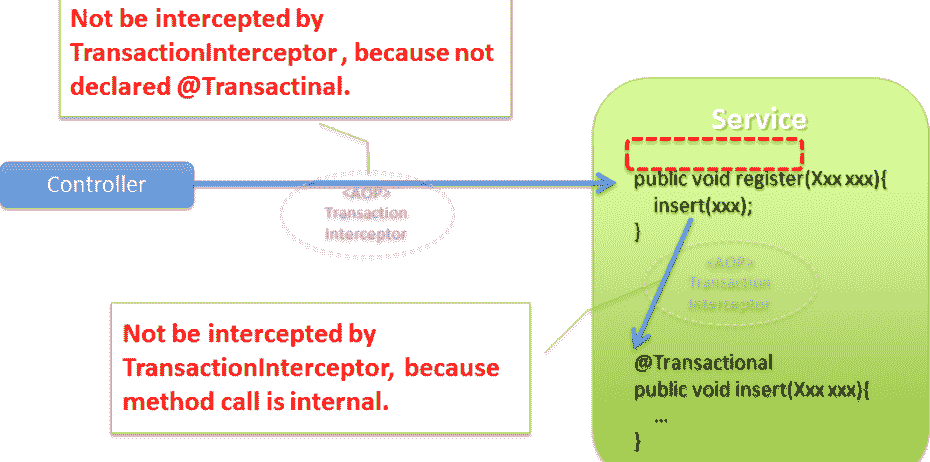 Not be intercepted by
TransactionInterceptor , because not
declared @Transactinal.
Service
Controller
<AOP>
Transaction
Interceptor
public void register(Xxx xxx){
insert(xxx);
}
<AOP>
Transaction
Interceptor
Not be intercepted by
TransactionInterceptor, because
method call is internal.
@Transactional
public void insert(Xxx xxx){
...
}